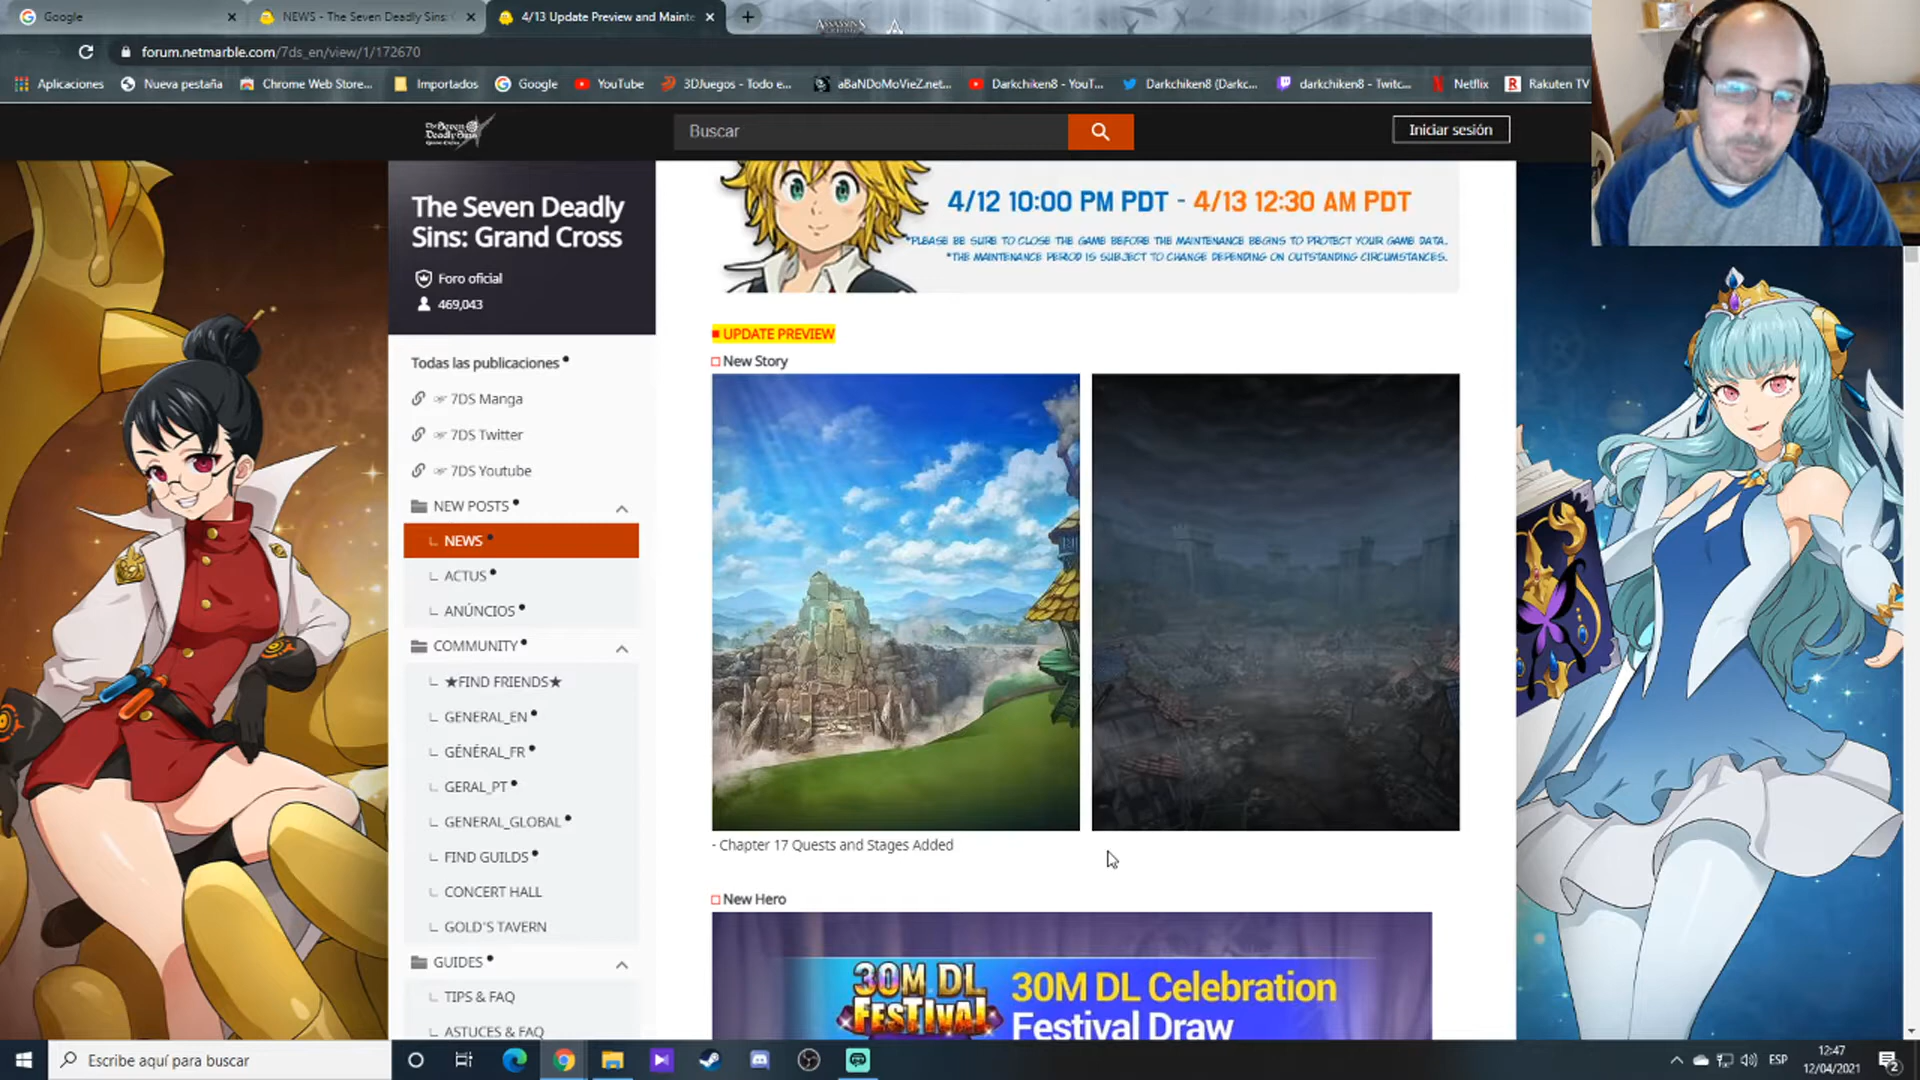 Google
NEWS - The Seven Deadly Sins:
4/13 Update Preview and Mainte
ASSASSINS
forum.netmarble.com/7ds_en/view/1/172670
Aplicaciones
Nueva pestaña
Chrome Web Store...
Importados
Google
YouTube
3DJuegos - Todo e...
aBaNDoMoVieZ.net...
Darkchiken8 - YouT...
Darkchiken8 (Darkc...
darkchiken8 - Twitc...
Netflix
Rakuten TV
The Seven
Deadly Sins
Grand Cross
Buscar
Iniciar sesión
The Seven Deadly
Sins: Grand Cross
Foro oficial
469,043
Todas las publicaciones
☞ 7DS Manga
☞ 7DS Twitter
☞ 7DS Youtube
NEW POSTS
NEWS
ACTUS
ANÚNCIOS
COMMUNITY
★FIND FRIENDS★
GENERAL_EN
GÉNÉRAL_FR
GERAL_PT
GENERAL_GLOBAL
FIND GUILDS
CONCERT HALL
GOLD'S TAVERN
GUIDES
TIPS & FAQ
ASTUCES & FAQ
4/12 10:00 PM PDT - 4/13 12:30 AM PDT
*PLEASE BE SURE TO CLOSE THE GAME BEFORE THE MAINTENANCE BEGINS TO PROTECT YOUR GAME DATA.
*THE MAINTENANCE PERIOD IS SUBJECT TO CHANGE DEPENDING ON OUTSTANDING CIRCUMSTANCES.
■ UPDATE PREVIEW
□ New Story
- Chapter 17 Quests and Stages Added
□ New Hero
30M DL
FESTIVAL
30M DL Celebration
Festival Draw
Escribe aquí para buscar
ESP
12:47
12/04/2021
2